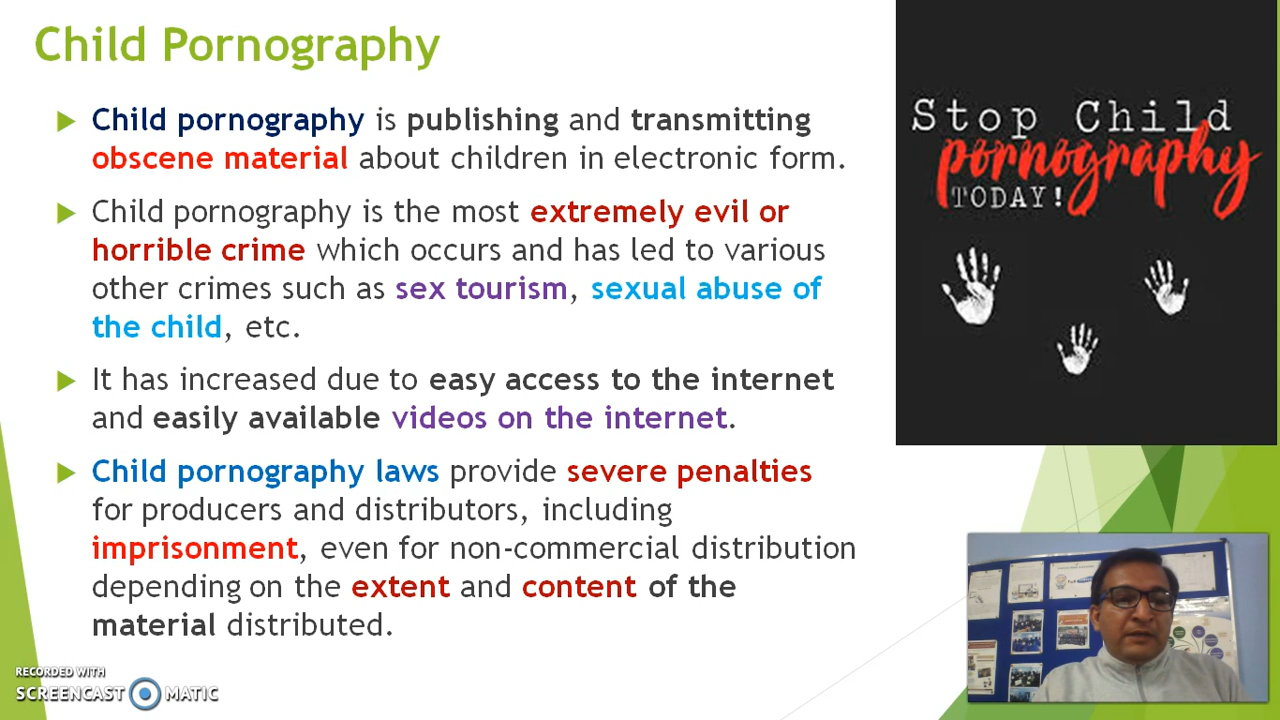 Child Pornography
Child pornography is publishing and transmitting
obscene material about children in electronic form.
Child pornography is the most extremely evil or
horrible crime which occurs and has led to various
other crimes such as sex tourism, sexual abuse of
the child, etc.
It has increased due to easy access to the internet
and easily available videos on the internet.
Child pornography laws provide severe penalties
for producers and distributors, including
imprisonment, even for non-commercial distribution
depending on the extent and content of the
material distributed.
Stop Child
pornography
TODAY!
RECORDED WITH
SCREENCAST MATIC